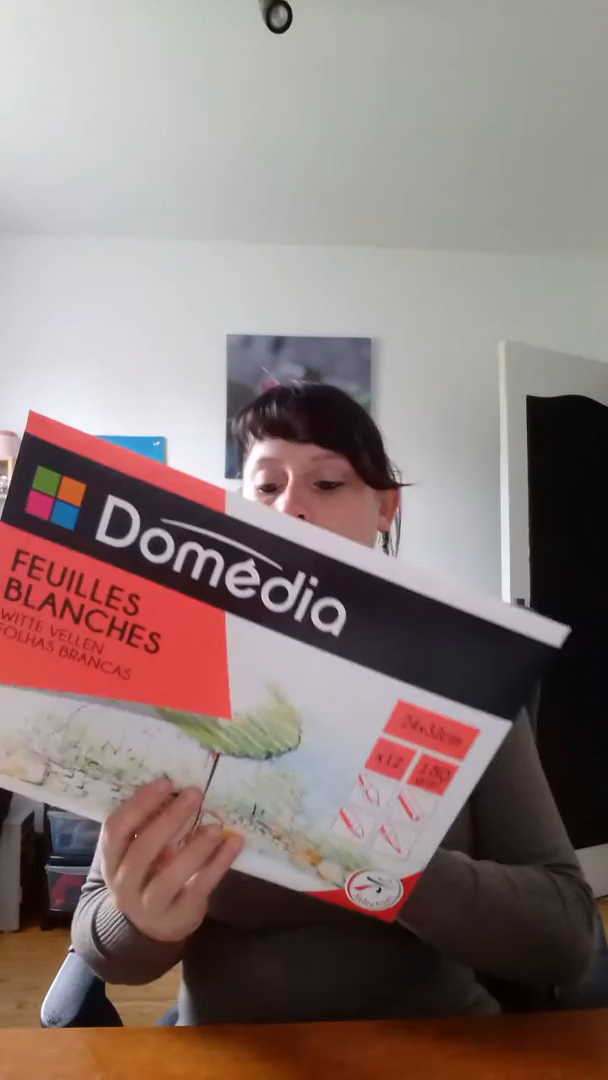 Domédia
FEUILLES
BLANCHES
WITTE VELLEN
FOLHAS BRANCAS
24x32cm
x12
180